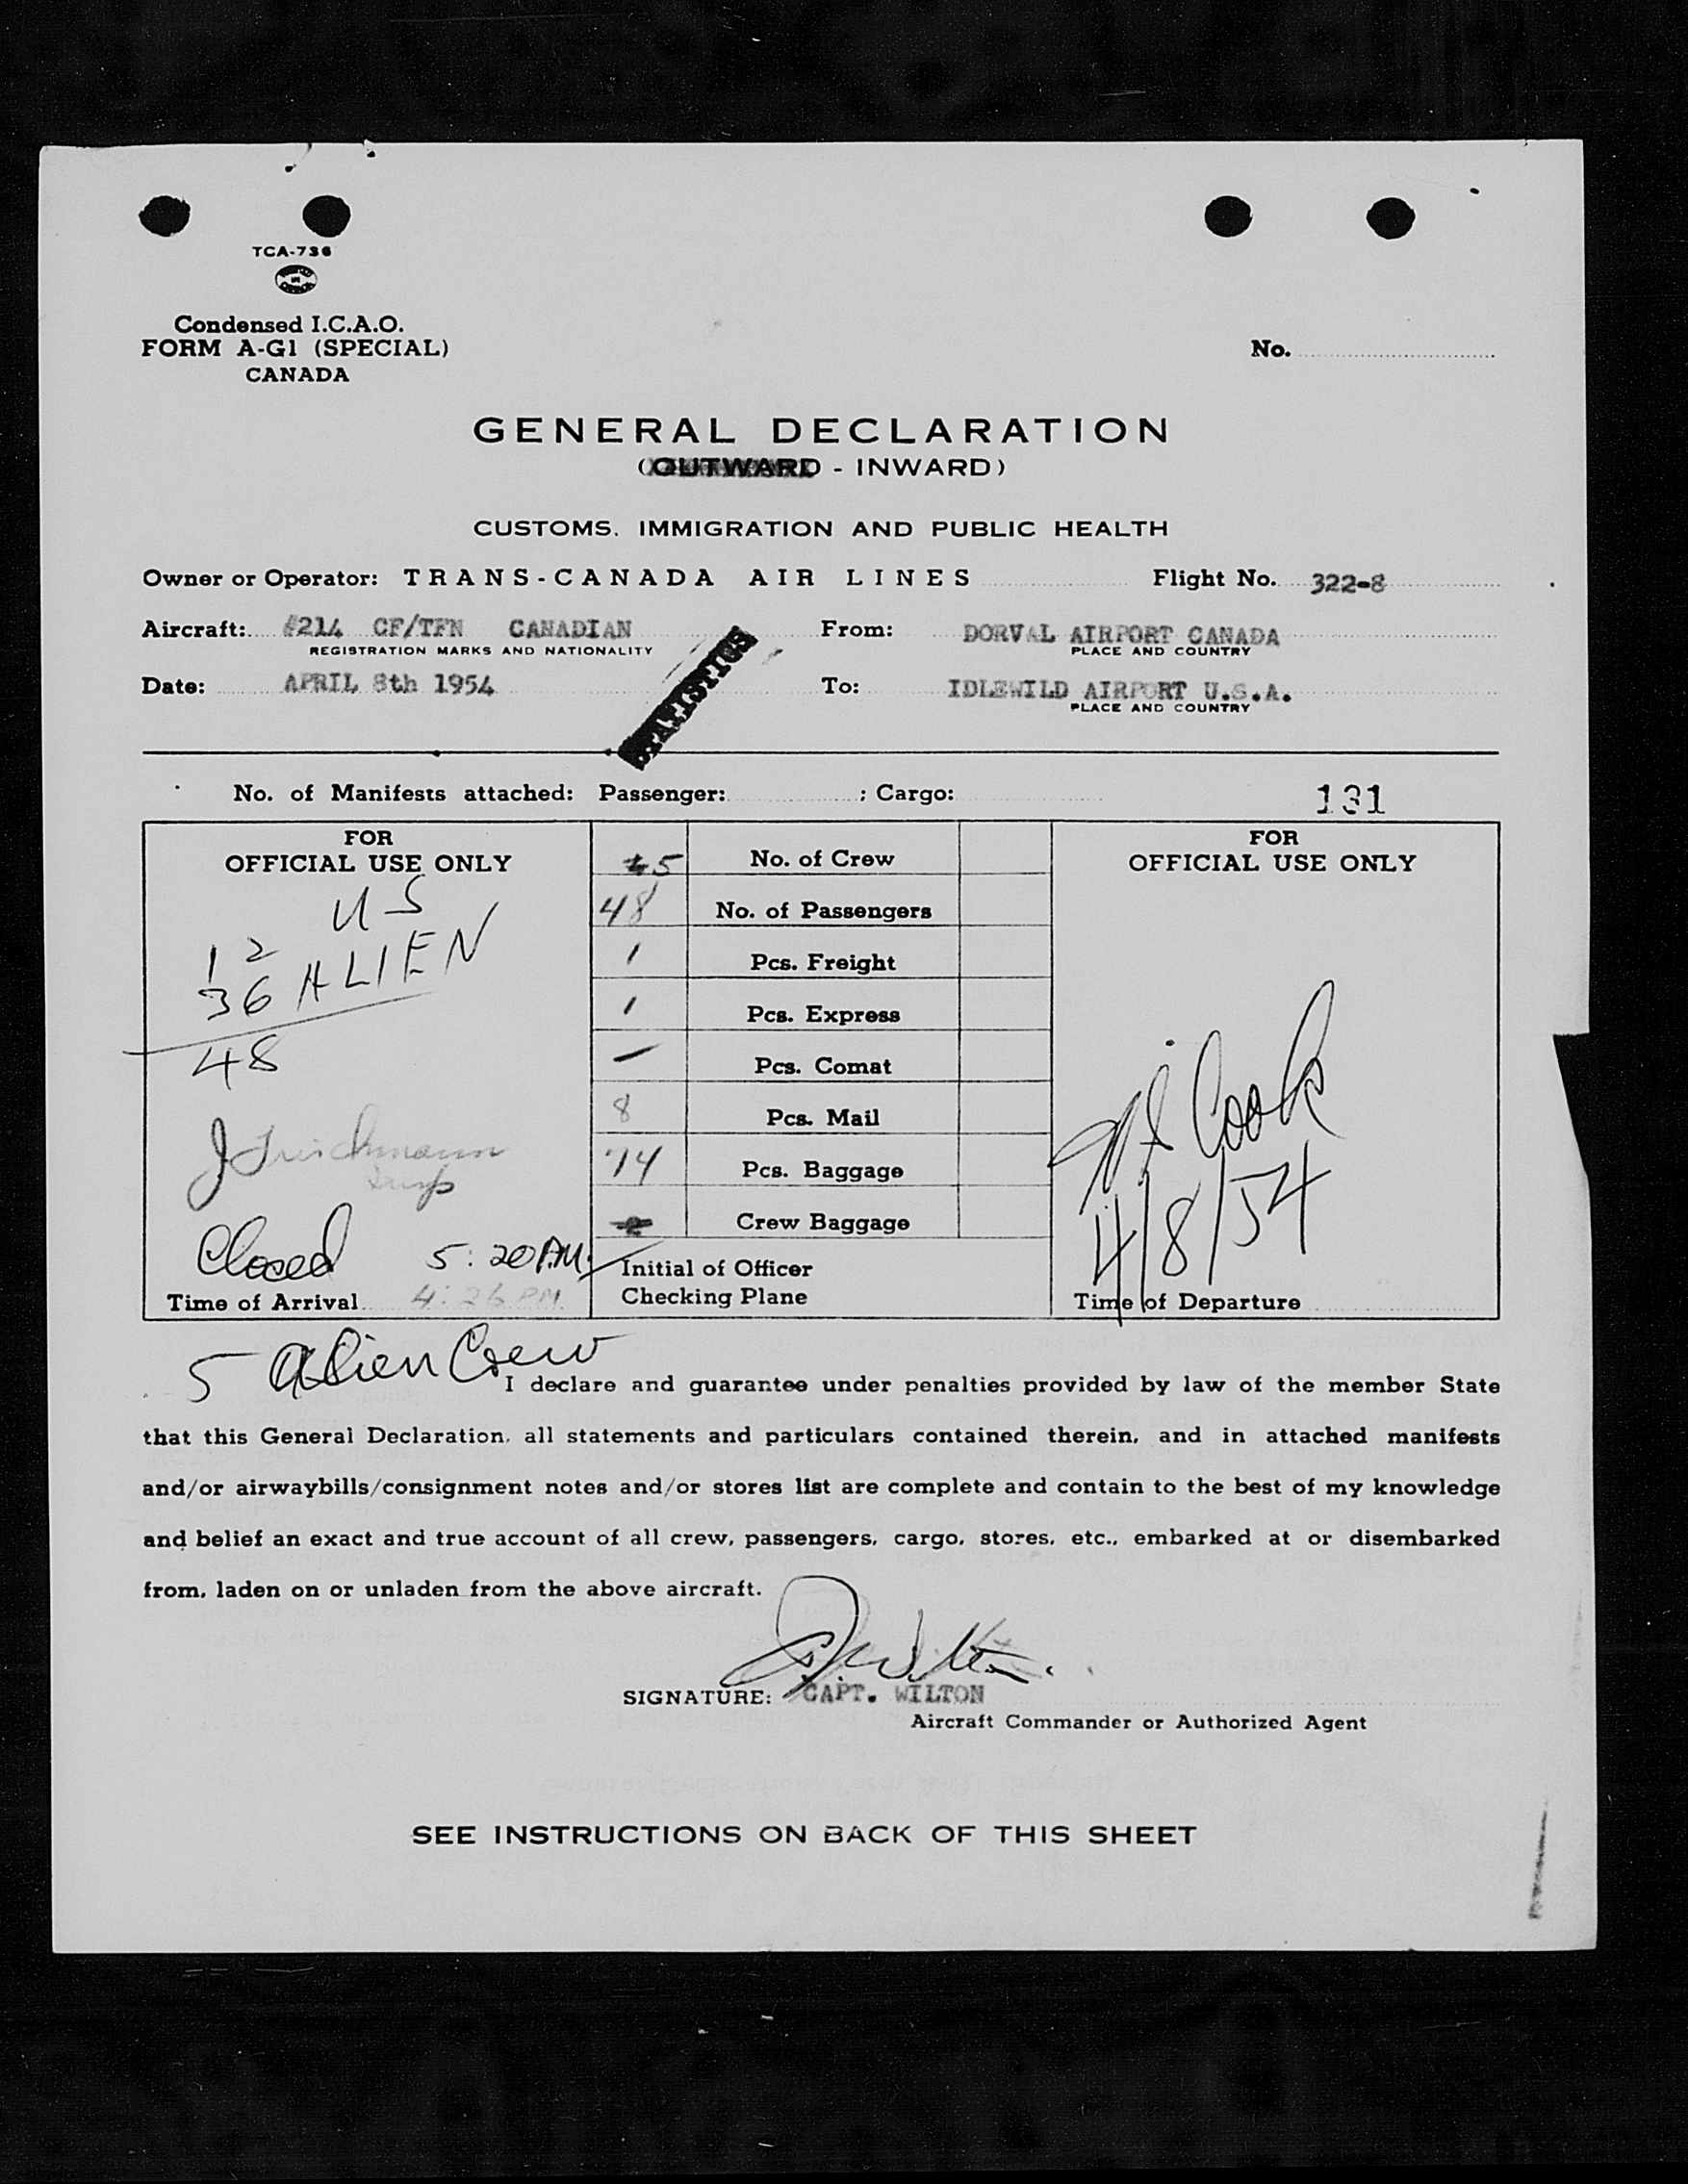 TCA-736
Condensed I.C.A.O.
FORM A-G1 (SPECIAL)
CANADA
No.
GENERAL DECLARATION
(OUTWARD - INWARD)
CUSTOMS, IMMIGRATION AND PUBLIC HEALTH
Owner or Operator: TRANS-CANADA AIR LINES Flight No. 322-8
Aircraft: #214 CF/TFN CANADIAN From: DORVAL AIRPORT CANADA
REGISTRATION MARKS AND NATIONALITY PLACE AND COUNTRY
Date: APRIL 8th 1954 To: IDLEWILD AIRPORT U.S.A.
PLACE AND COUNTRY
STATISTICS
No. of Manifests attached: Passenger: ; Cargo: 131
FOR
OFFICIAL USE ONLY
12 US
36 ALIEN
48
Closed 5:20 P.M.
Time of Arrival 4:26 PM
5 No. of Crew
48 No. of Passengers
1 Pcs. Freight
1 Pcs. Express
- Pcs. Comat
8 Pcs. Mail
74 Pcs. Baggage
Crew Baggage
Initial of Officer
Checking Plane
FOR
OFFICIAL USE ONLY
Cook
4/8/54
Time of Departure
5 Alien Crew
I declare and guarantee under penalties provided by law of the member State
that this General Declaration, all statements and particulars contained therein, and in attached manifests
and/or airwaybills/consignment notes and/or stores list are complete and contain to the best of my knowledge
and belief an exact and true account of all crew, passengers, cargo, stores, etc., embarked at or disembarked
from, laden on or unladen from the above aircraft.
SIGNATURE: CAPT. WILTON
Aircraft Commander or Authorized Agent
SEE INSTRUCTIONS ON BACK OF THIS SHEET